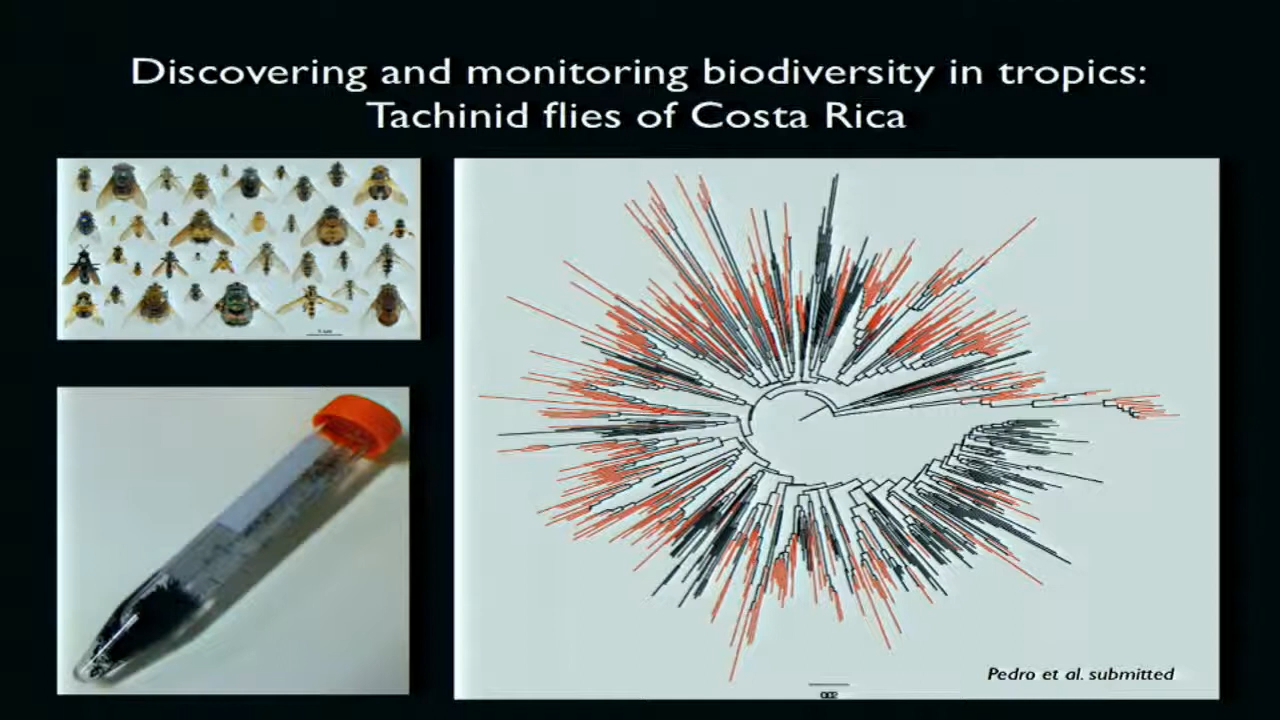 Discovering and monitoring biodiversity in tropics:
Tachinid flies of Costa Rica
Pedro et al. submitted